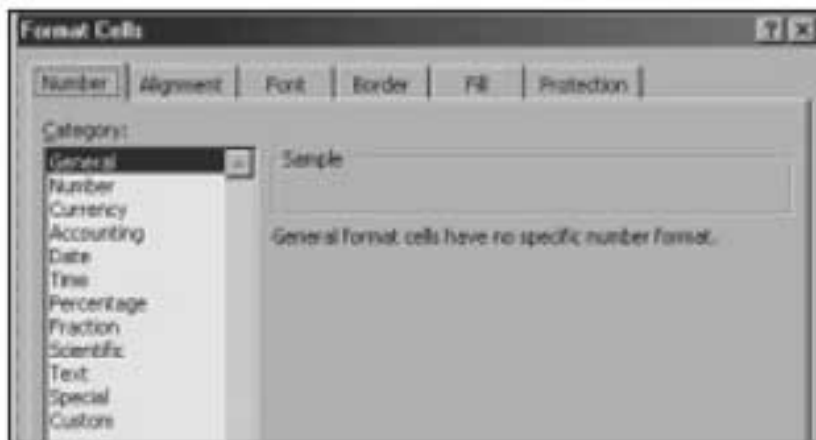 Format Cells
Number Alignment Font Border Fill Protection
Category:
General
Number
Currency
Accounting
Date
Time
Percentage
Fraction
Scientific
Text
Special
Custom
Sample
General format cells have no specific number format.